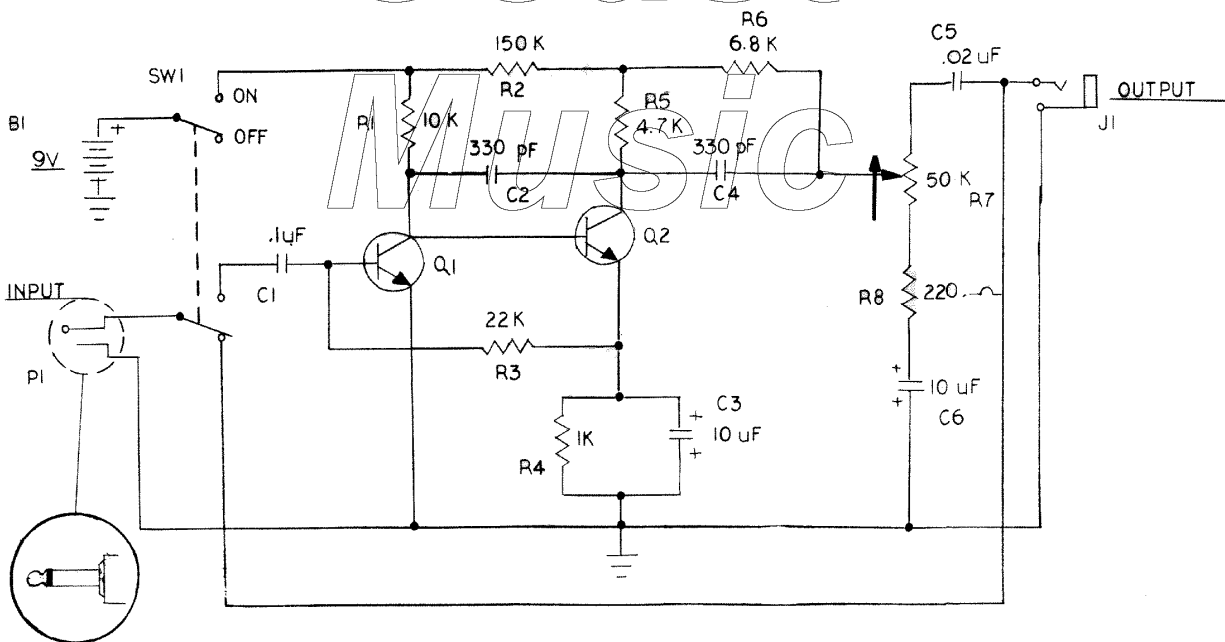 Music
R6
6.8 K
150 K
R2
C5
.02 uF
SW1
ON
OFF
B1
9V
R1
10 K
R5
4.7 K
330 pF
C2
330 pF
C4
OUTPUT
J1
50 K
R7
.1uF
C1
Q1
Q2
INPUT
P1
22 K
R3
R8
220
10 uF
C6
1K
R4
C3
10 uF